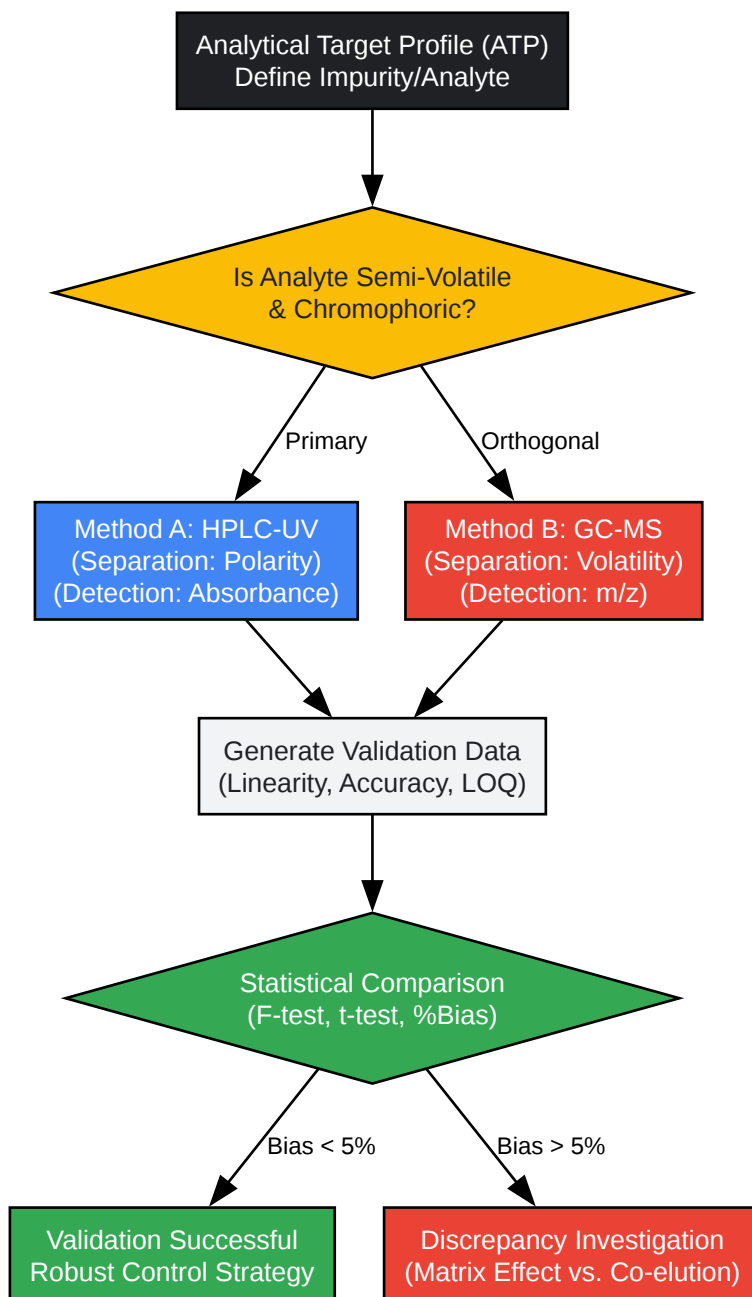 Analytical Target Profile (ATP)
Define Impurity/Analyte
Is Analyte Semi-Volatile
& Chromophoric?
Primary
Orthogonal
Method A: HPLC-UV
(Separation: Polarity)
(Detection: Absorbance)
Method B: GC-MS
(Separation: Volatility)
(Detection: m/z)
Generate Validation Data
(Linearity, Accuracy, LOQ)
Statistical Comparison
(F-test, t-test, %Bias)
Bias < 5%
Bias > 5%
Validation Successful
Robust Control Strategy
Discrepancy Investigation
(Matrix Effect vs. Co-elution)